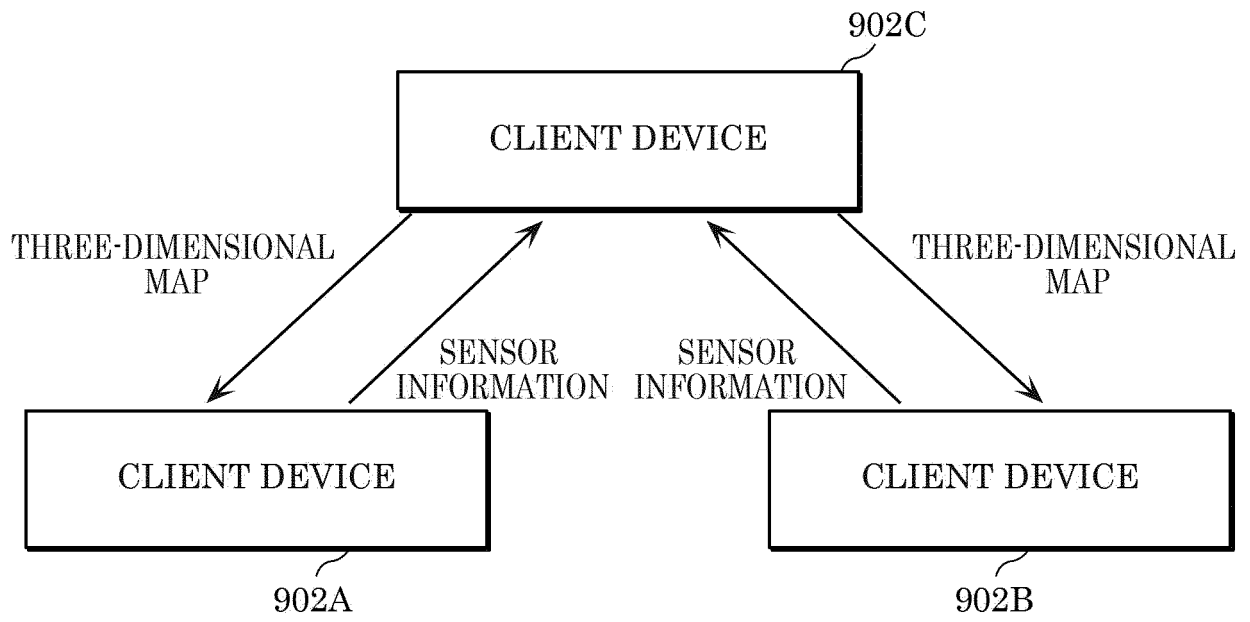 902C
CLIENT DEVICE
THREE-DIMENSIONAL
MAP
THREE-DIMENSIONAL
MAP
SENSOR
INFORMATION
SENSOR
INFORMATION
CLIENT DEVICE
CLIENT DEVICE
902A
902B